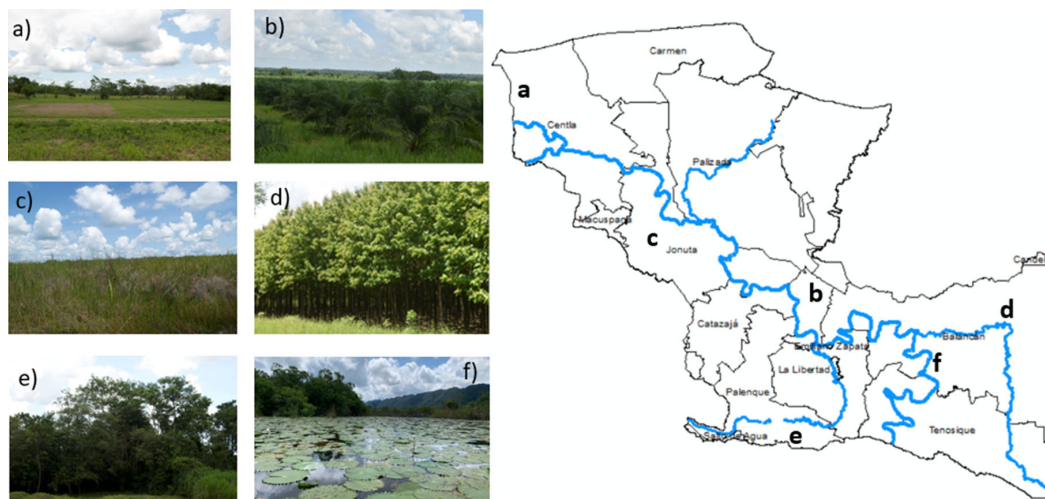 a)
b)
c)
d)
e)
f)
Carmen
a
Centla
Palizada
Macuspana
c
Jonuta
b
d
Catazajá
Balancán
Emiliano Zapata
La Libertad
f
Palenque
Tenosique
e